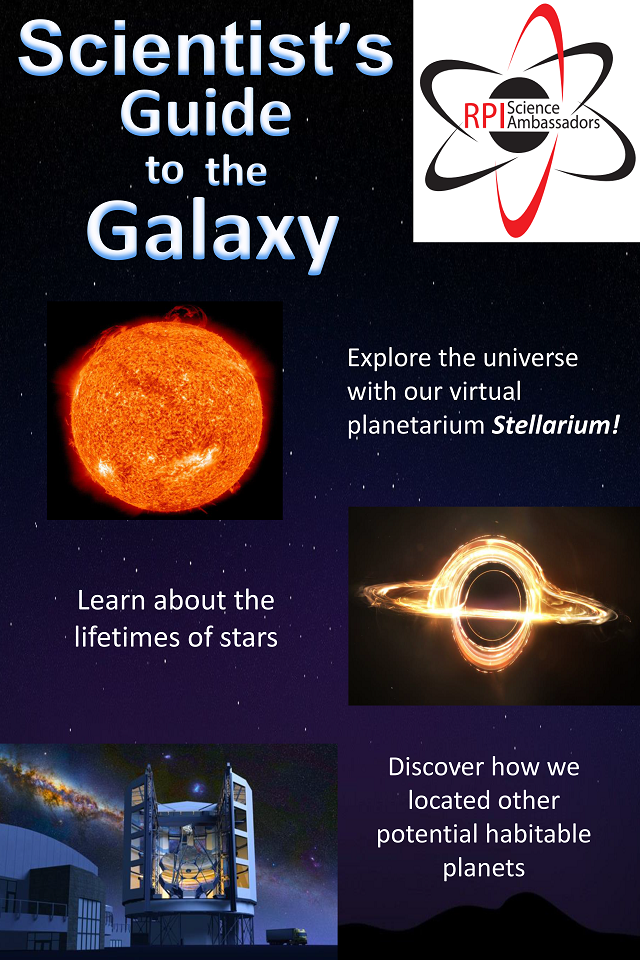 Scientist's
Guide
to the
Galaxy
RPI Science
Ambassadors
Explore the universe
with our virtual
planetarium Stellarium!
Learn about the
lifetimes of stars
Discover how we
located other
potential habitable
planets